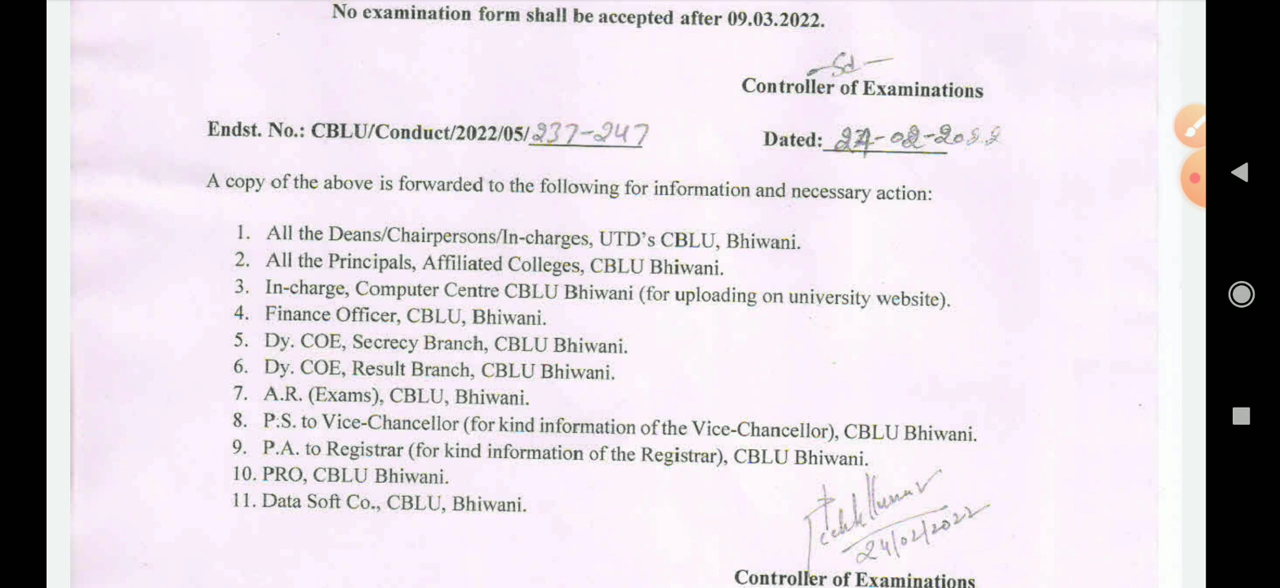 No examination form shall be accepted after 09.03.2022.
Sd-
Controller of Examinations
Endst. No.: CBLU/Conduct/2022/05/237-247 Dated: 24-02-2022
A copy of the above is forwarded to the following for information and necessary action:
1. All the Deans/Chairpersons/In-charges, UTD's CBLU, Bhiwani.
2. All the Principals, Affiliated Colleges, CBLU Bhiwani.
3. In-charge, Computer Centre CBLU Bhiwani (for uploading on university website).
4. Finance Officer, CBLU, Bhiwani.
5. Dy. COE, Secrecy Branch, CBLU Bhiwani.
6. Dy. COE, Result Branch, CBLU Bhiwani.
7. A.R. (Exams), CBLU, Bhiwani.
8. P.S. to Vice-Chancellor (for kind information of the Vice-Chancellor), CBLU Bhiwani.
9. P.A. to Registrar (for kind information of the Registrar), CBLU Bhiwani.
10. PRO, CBLU Bhiwani.
11. Data Soft Co., CBLU, Bhiwani.
Kumar
24/02/2022
Controller of Examinations